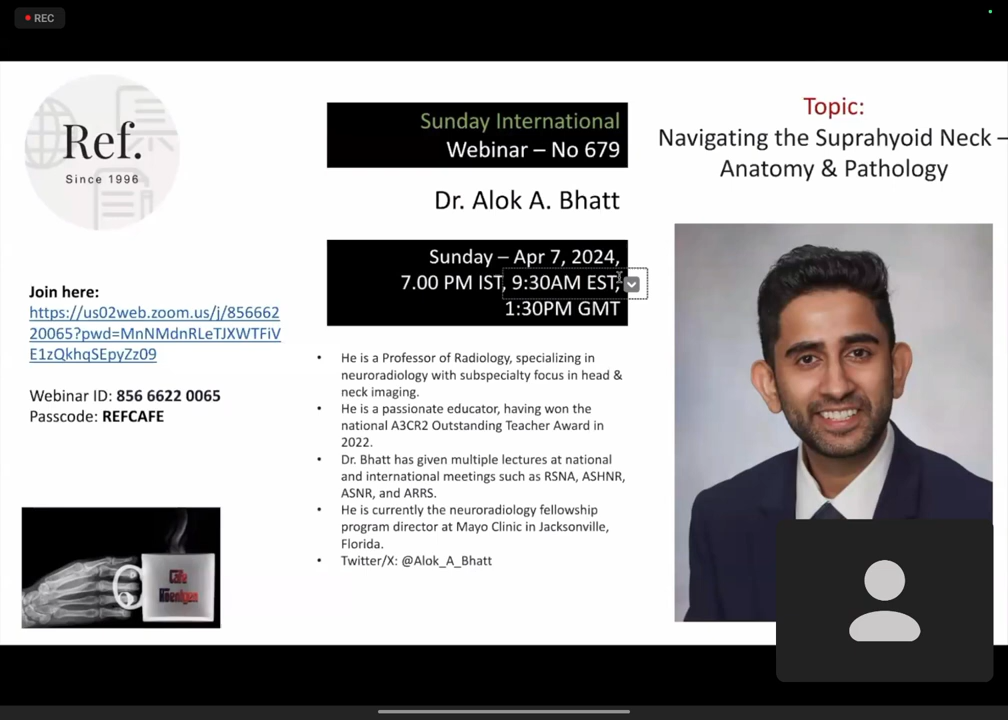 REC
Ref.
Since 1996
Join here:
https://us02web.zoom.us/j/856662
20065?pwd=MnNMdnRLeTJXWTFiV
E1zQkhqSEpyZz09
Webinar ID: 856 6622 0065
Passcode: REFCAFE
Cafe
Roentgen
Sunday International
Webinar – No 679
Dr. Alok A. Bhatt
Sunday – Apr 7, 2024,
7.00 PM IST, 9:30AM EST,
1:30PM GMT
• He is a Professor of Radiology, specializing in
neuroradiology with subspecialty focus in head &
neck imaging.
• He is a passionate educator, having won the
national A3CR2 Outstanding Teacher Award in
2022.
• Dr. Bhatt has given multiple lectures at national
and international meetings such as RSNA, ASHNR,
ASNR, and ARRS.
• He is currently the neuroradiology fellowship
program director at Mayo Clinic in Jacksonville,
Florida.
• Twitter/X: @Alok_A_Bhatt
Topic:
Navigating the Suprahyoid Neck –
Anatomy & Pathology